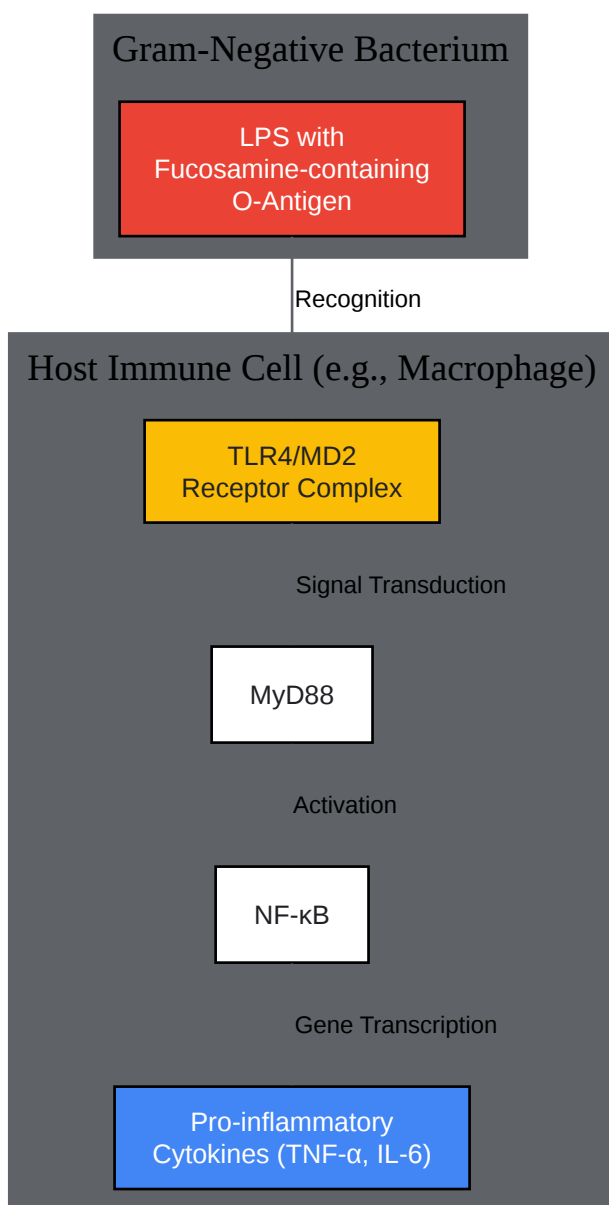 Gram-Negative Bacterium
LPS with
Fucosamine-containing
O-Antigen
Recognition
Host Immune Cell (e.g., Macrophage)
TLR4/MD2
Receptor Complex
Signal Transduction
MyD88
Activation
NF-κB
Gene Transcription
Pro-inflammatory
Cytokines (TNF-α, IL-6)